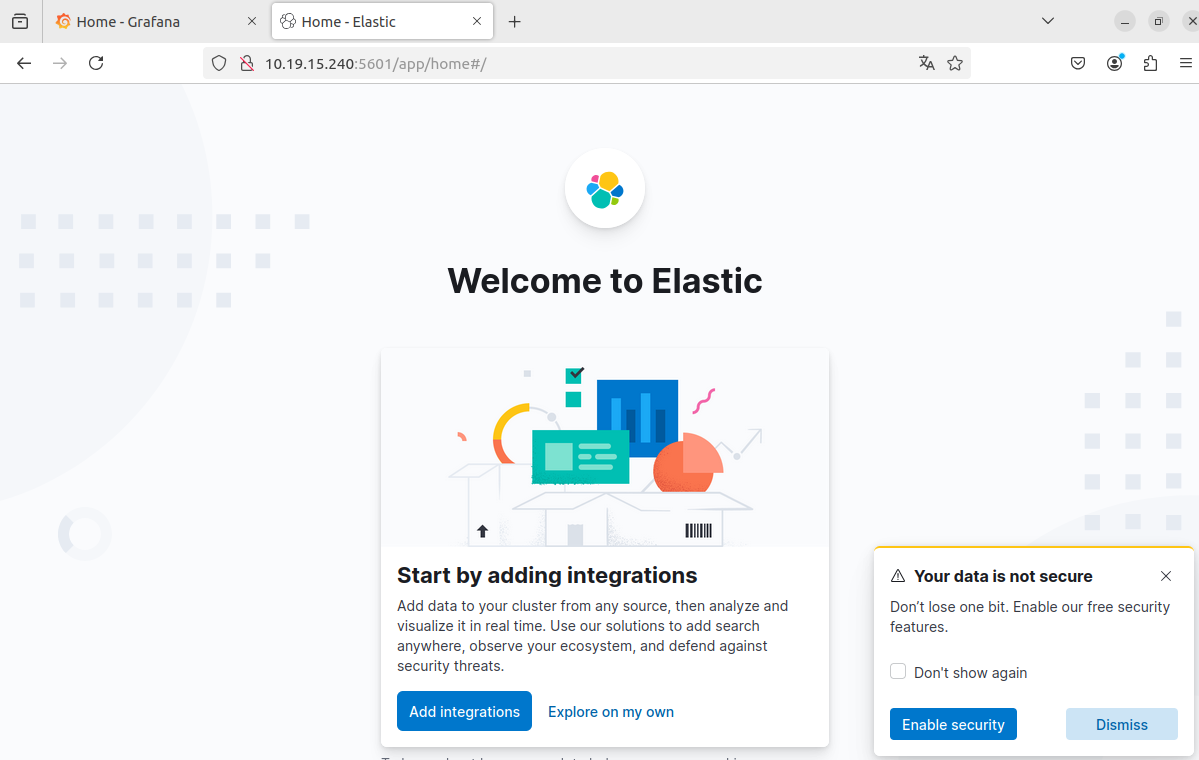 Home - Grafana
Home - Elastic
10.19.15.240:5601/app/home#/
Welcome to Elastic
Start by adding integrations
Add data to your cluster from any source, then analyze and
visualize it in real time. Use our solutions to add search
anywhere, observe your ecosystem, and defend against
security threats.
Add integrations
Explore on my own
Your data is not secure
Don’t lose one bit. Enable our free security
features.
Don't show again
Enable security
Dismiss